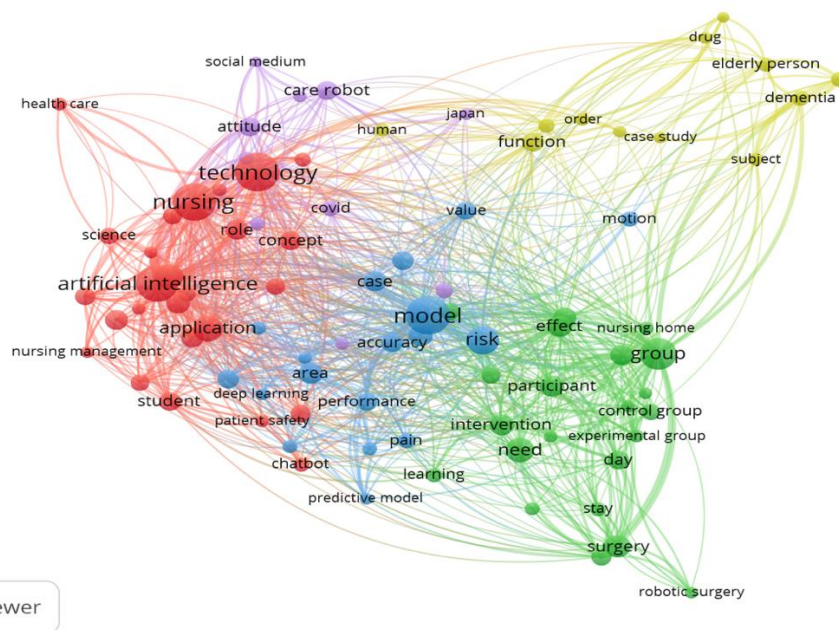 drug
social medium
elderly person
care robot
dementia
health care
japan
order
attitude
human
case study
function
subject
technology
nursing
covid
value
motion
role
science
concept
case
artificial intelligence
model
effect
nursing home
application
accuracy
risk
group
nursing management
area
participant
deep learning
student
performance
control group
patient safety
intervention
experimental group
pain
need
day
chatbot
learning
predictive model
stay
surgery
robotic surgery
ewer